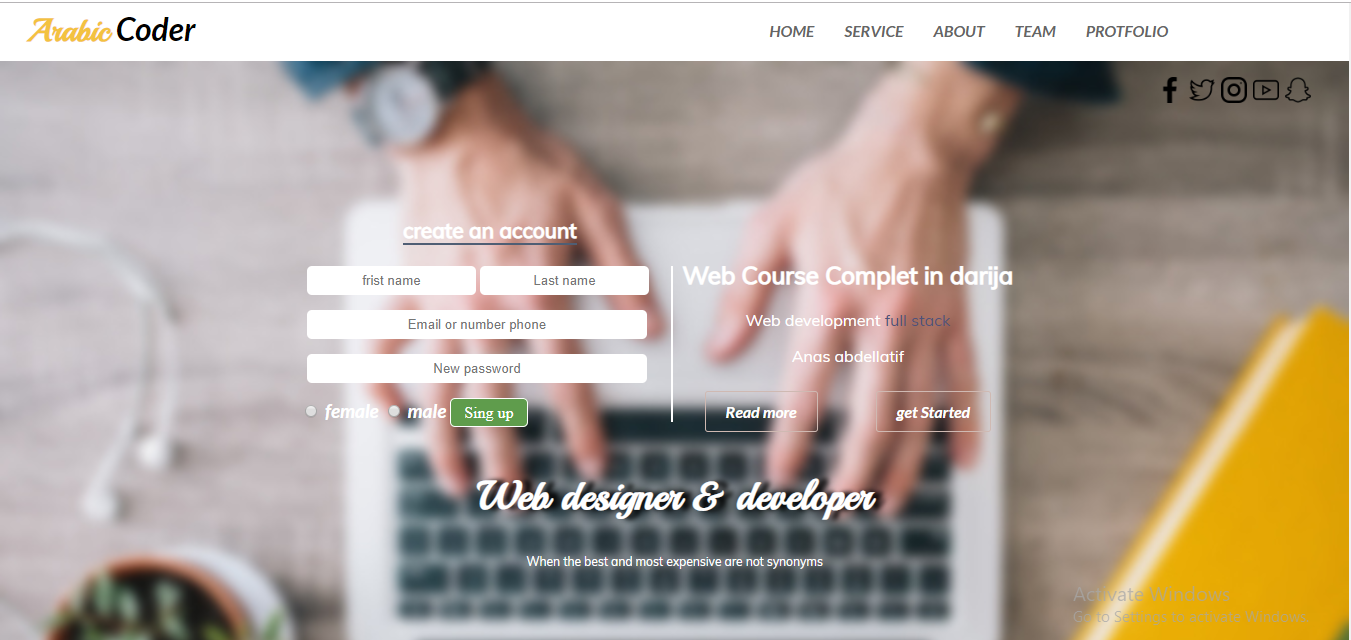 Arabic Coder
HOME SERVICE ABOUT TEAM PROTFOLIO
create an account
frist name Last name
Email or number phone
New password
female male Sing up
Web Course Complet in darija
Web development full stack
Anas abdellatif
Read more get Started
Web designer & developer
When the best and most expensive are not synonyms
Activate Windows
Go to Settings to activate Windows.